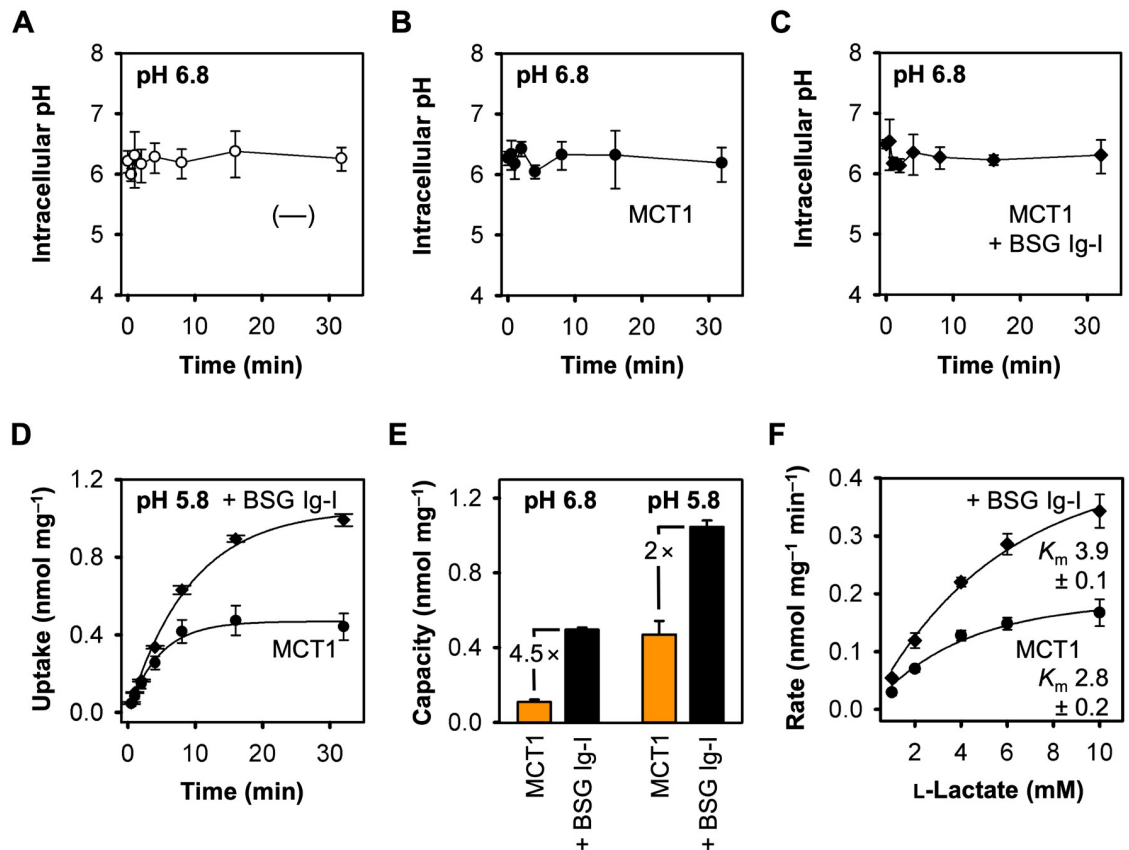 A
8
7
6
5
4
Intracellular pH
pH 6.8
(—)
0 10 20 30
Time (min)
B
8
7
6
5
4
Intracellular pH
pH 6.8
MCT1
0 10 20 30
Time (min)
C
8
7
6
5
4
Intracellular pH
pH 6.8
MCT1
+ BSG Ig-I
0 10 20 30
Time (min)
D
1.2
0.8
0.4
0.0
Uptake (nmol mg⁻¹)
pH 5.8 + BSG Ig-I
MCT1
0 10 20 30
Time (min)
E
1.2
0.8
0.4
0.0
Capacity (nmol mg⁻¹)
pH 6.8 pH 5.8
2×
4.5×
MCT1
+ BSG Ig-I
MCT1
+ BSG Ig-I
F
0.4
0.3
0.2
0.1
0.0
Rate (nmol mg⁻¹ min⁻¹)
+ BSG Ig-I
Kₘ 3.9
± 0.1
MCT1
Kₘ 2.8
± 0.2
2 4 6 8 10
L-Lactate (mM)